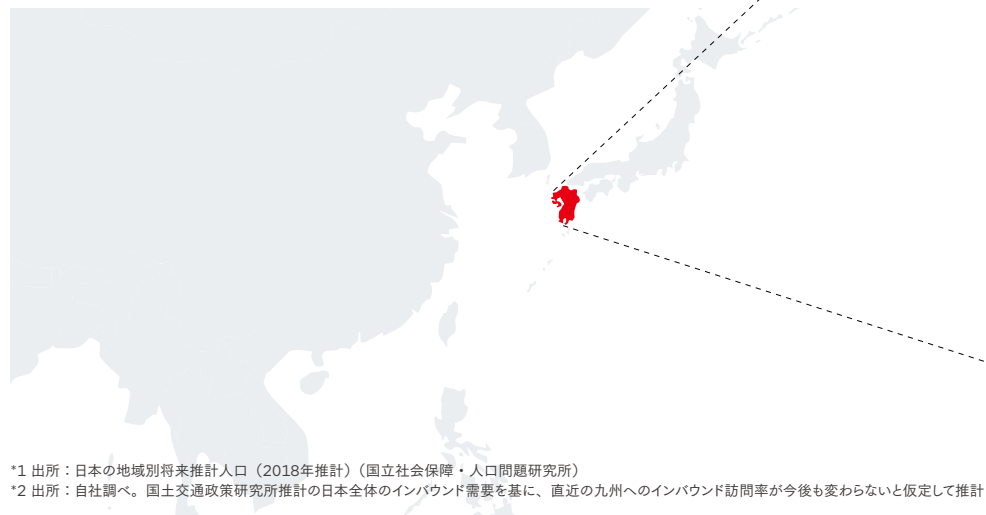 *1 出所：日本の地域別将来推計人口（2018年推計）（国立社会保障・人口問題研究所）
*2 出所：自社調べ。国土交通政策研究所推計の日本全体のインバウンド需要を基に、直近の九州へのインバウンド訪問率が今後も変わらないと仮定して推計